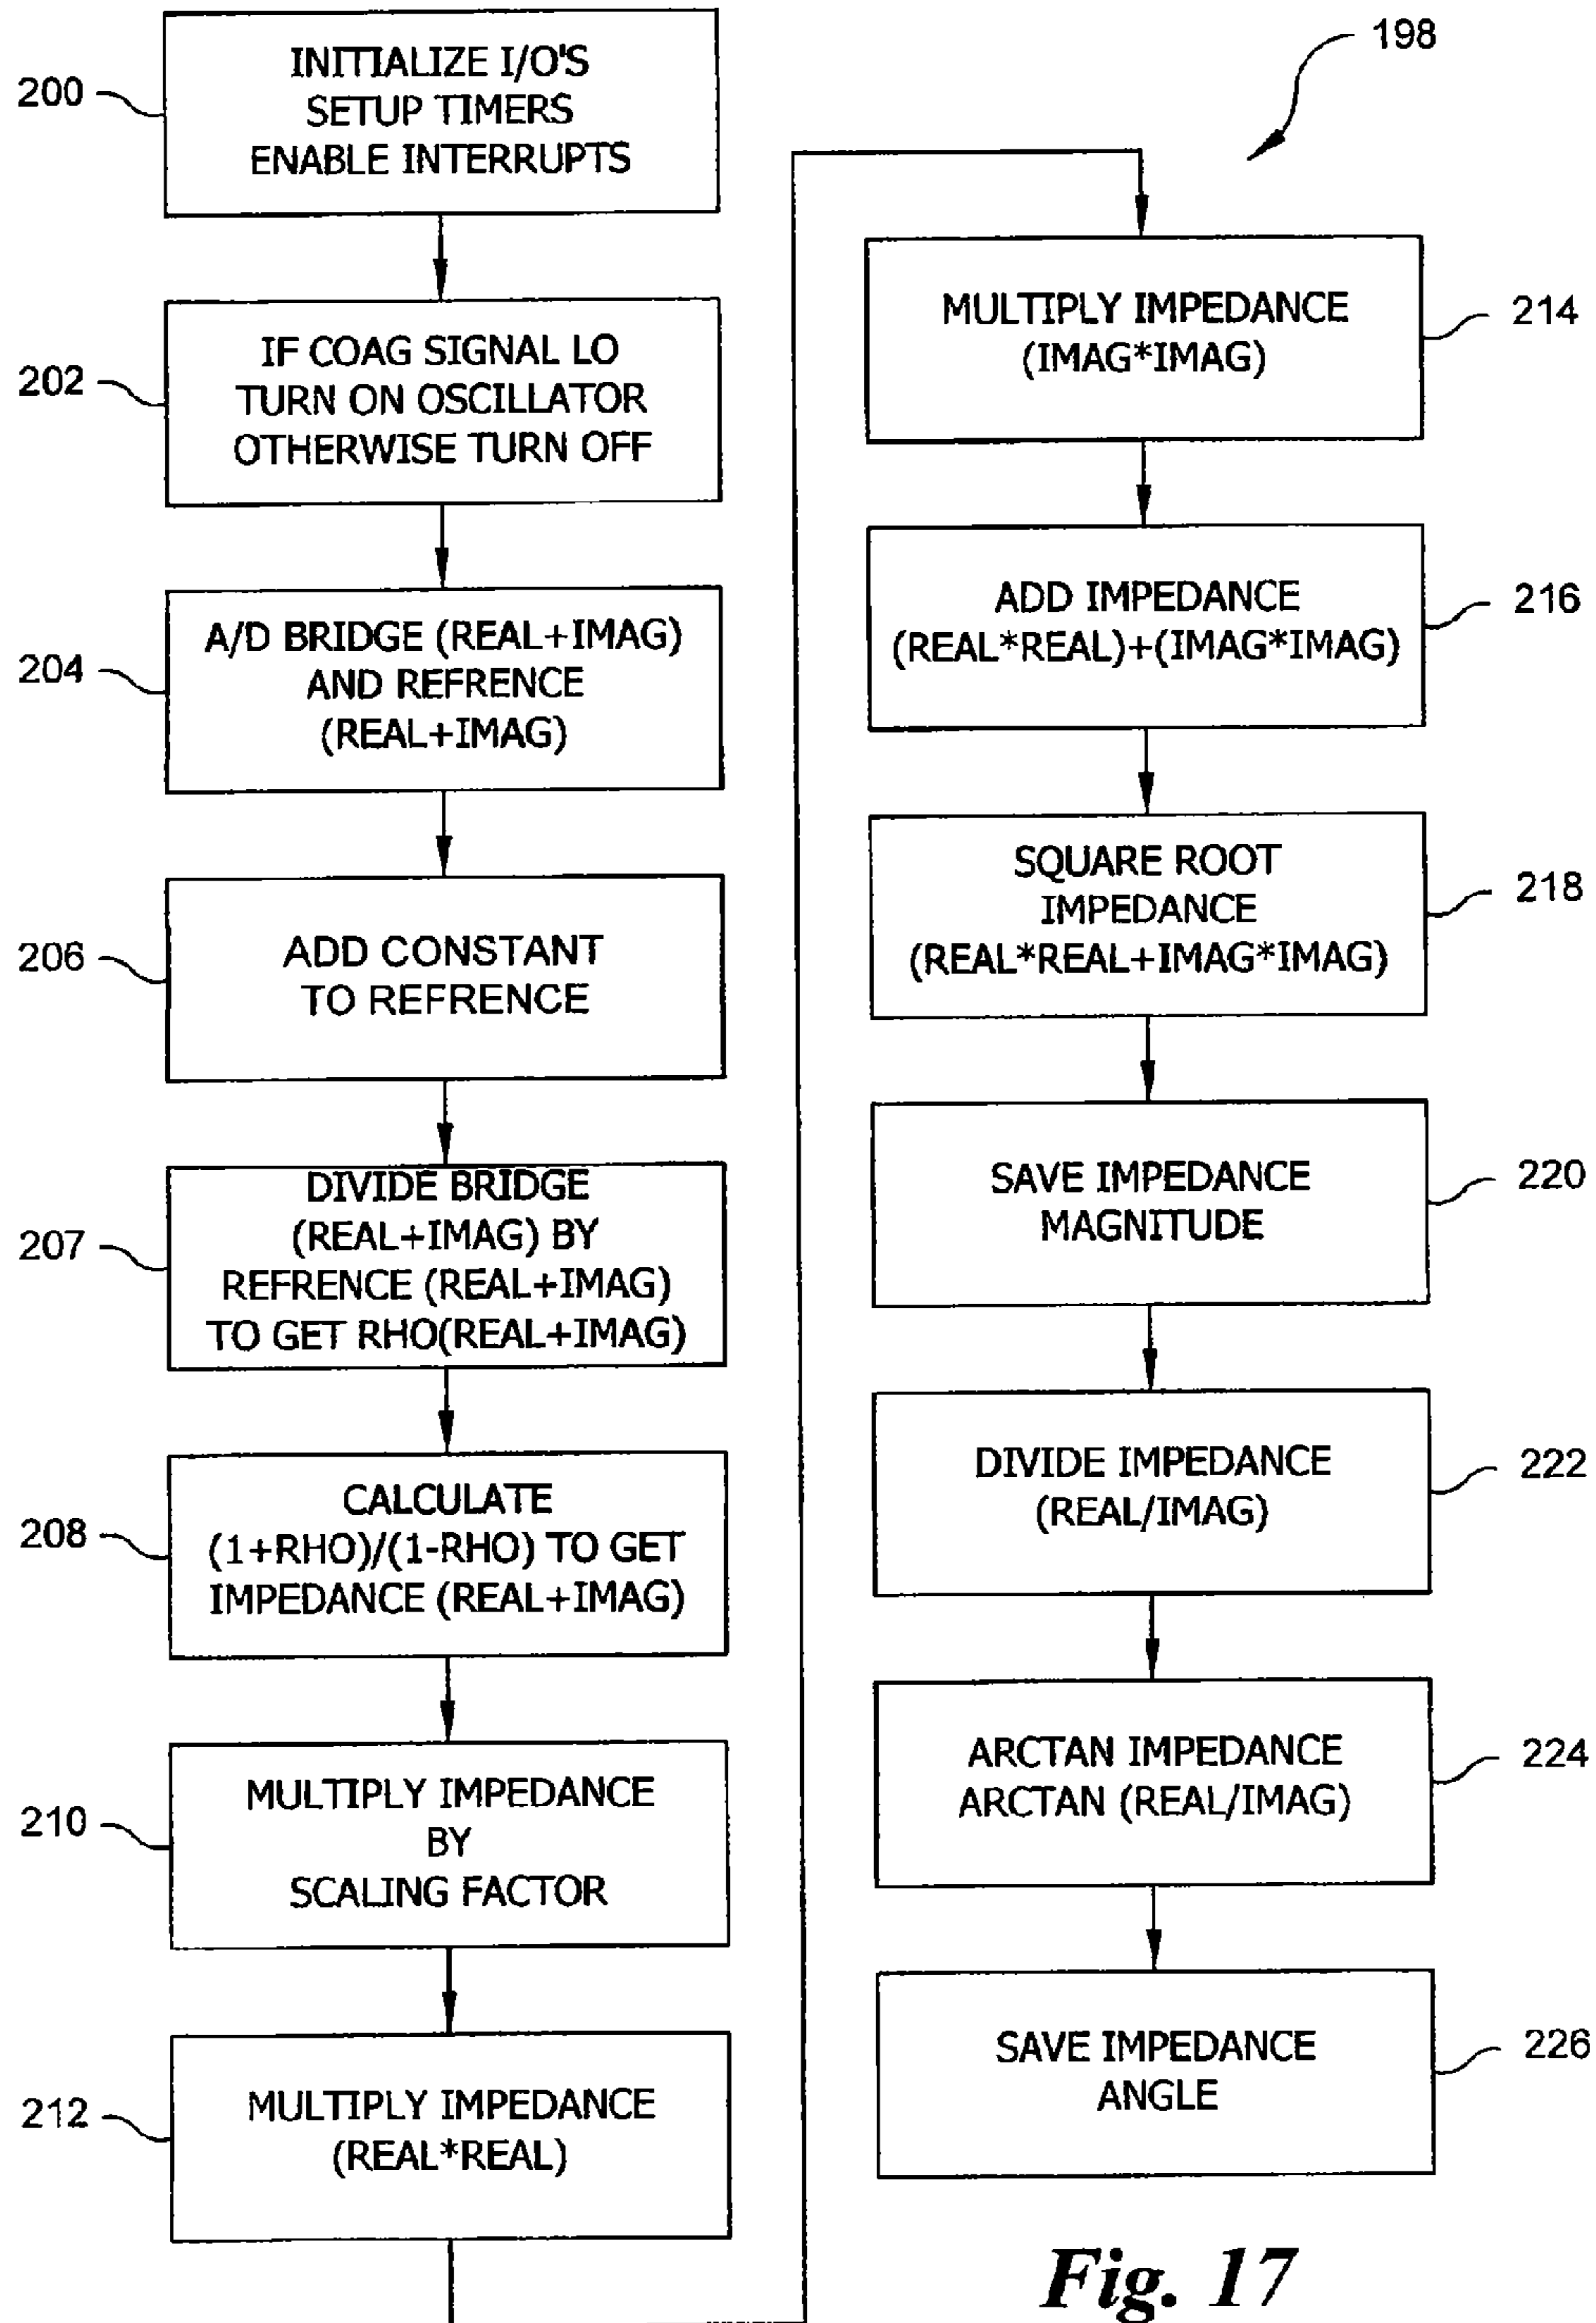 198
200
INITIALIZE I/O'S
SETUP TIMERS
ENABLE INTERRUPTS
202
IF COAG SIGNAL LO
TURN ON OSCILLATOR
OTHERWISE TURN OFF
204
A/D BRIDGE (REAL+IMAG)
AND REFRENCE
(REAL+IMAG)
206
ADD CONSTANT
TO REFRENCE
207
DIVIDE BRIDGE
(REAL+IMAG) BY
REFRENCE (REAL+IMAG)
TO GET RHO(REAL+IMAG)
208
CALCULATE
(1+RHO)/(1-RHO) TO GET
IMPEDANCE (REAL+IMAG)
210
MULTIPLY IMPEDANCE
BY
SCALING FACTOR
212
MULTIPLY IMPEDANCE
(REAL*REAL)
MULTIPLY IMPEDANCE
(IMAG*IMAG)
214
ADD IMPEDANCE
(REAL*REAL)+(IMAG*IMAG)
216
SQUARE ROOT
IMPEDANCE
(REAL*REAL+IMAG*IMAG)
218
SAVE IMPEDANCE
MAGNITUDE
220
DIVIDE IMPEDANCE
(REAL/IMAG)
222
ARCTAN IMPEDANCE
ARCTAN (REAL/IMAG)
224
SAVE IMPEDANCE
ANGLE
226
Fig. 17